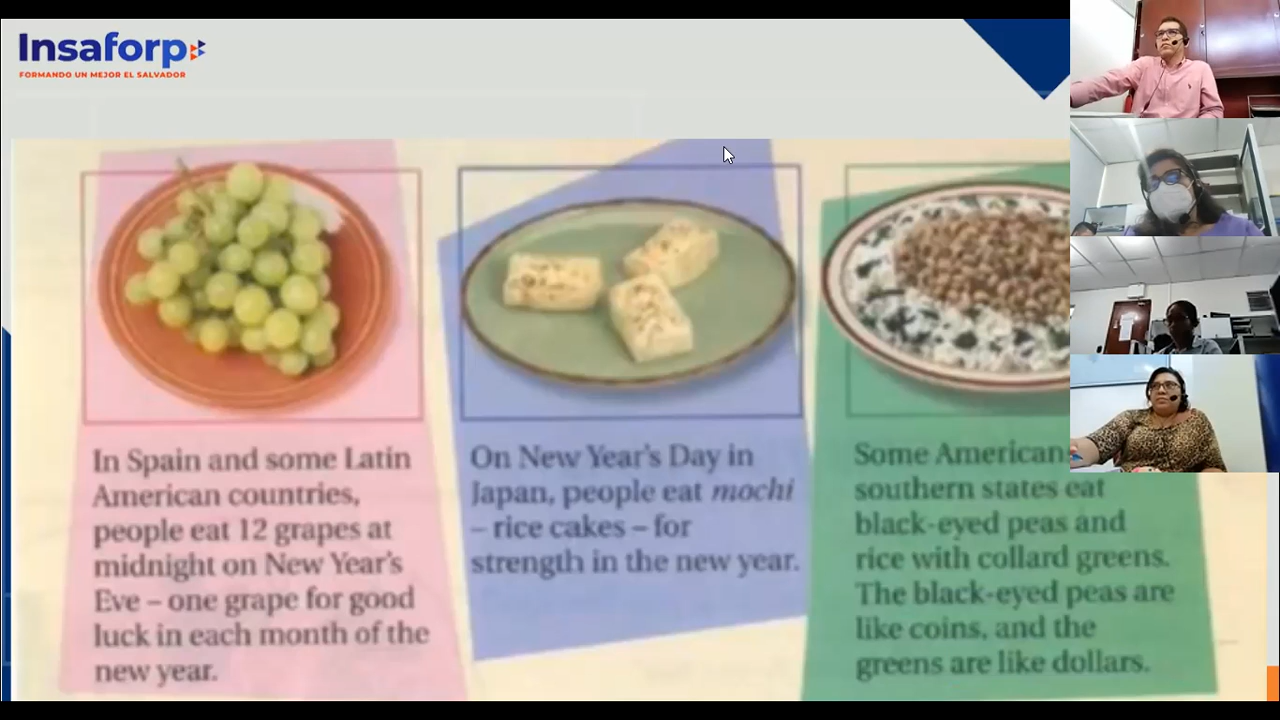 Insaforp
FORMANDO UN MEJOR EL SALVADOR
In Spain and some Latin
American countries,
people eat 12 grapes at
midnight on New Year's
Eve – one grape for good
luck in each month of the
new year.
On New Year's Day in
Japan, people eat mochi
– rice cakes – for
strength in the new year.
Some American
southern states eat
black-eyed peas and
rice with collard greens.
The black-eyed peas are
like coins, and the
greens are like dollars.